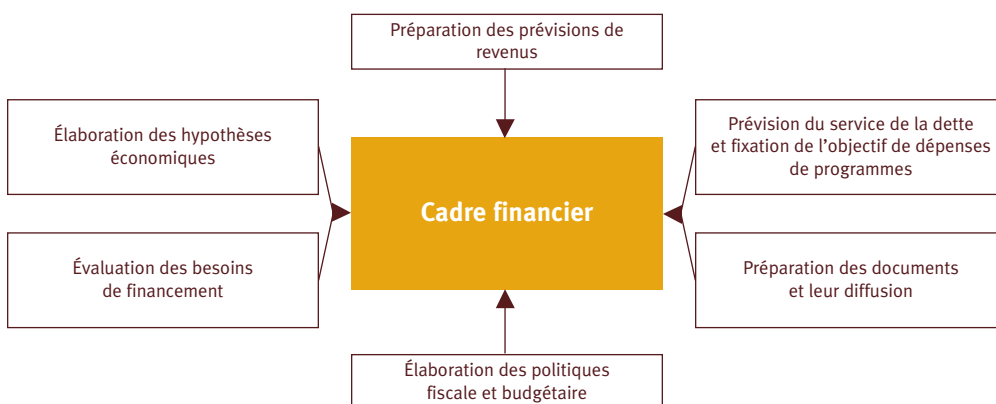 Préparation des prévisions de
revenus
Élaboration des hypothèses
économiques
Prévision du service de la dette
et fixation de l'objectif de dépenses
de programmes
Cadre financier
Évaluation des besoins
de financement
Préparation des documents
et leur diffusion
Élaboration des politiques
fiscale et budgétaire